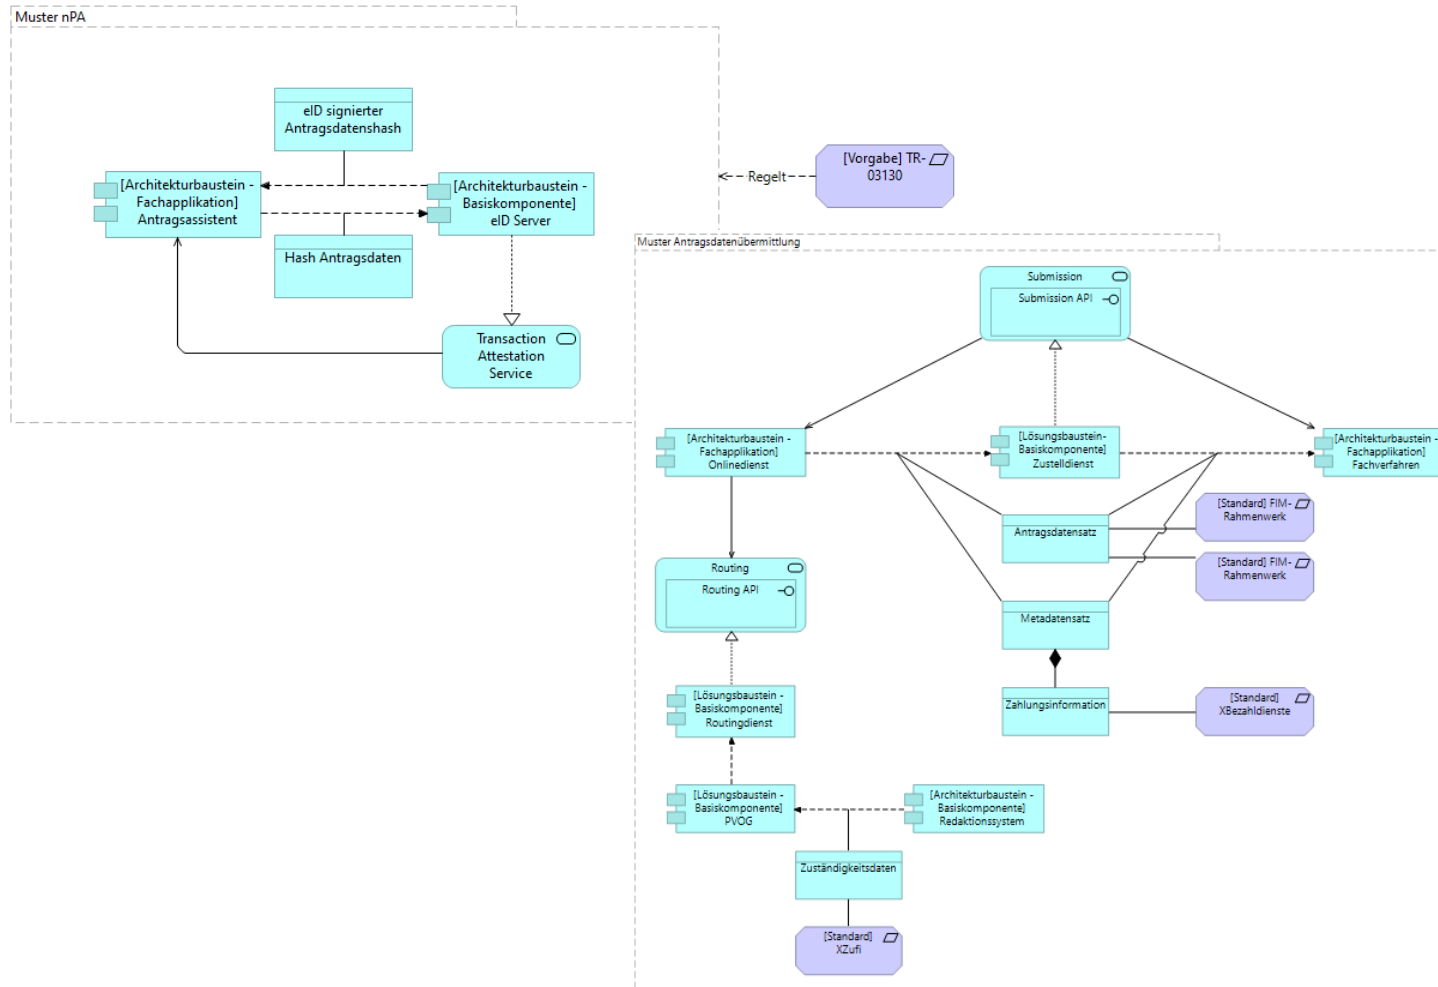 Muster nPA
eID signierter
Antragsdatenshash
[Architekturbaustein -
Fachapplikation]
Antragsassistent
[Architekturbaustein -
Basiskomponente]
eID Server
Hash Antragsdaten
Transaction
Attestation
Service
[Vorgabe] TR-
03130
Regelt
Muster Antragsdatenübermittlung
Submission
Submission API
[Architekturbaustein -
Fachapplikation]
Onlinedienst
[Lösungsbaustein-
Basiskomponente]
Zustelldienst
[Architekturbaustein -
Fachapplikation]
Fachverfahren
Antragsdatensatz
[Standard] FIM-
Rahmenwerk
[Standard] FIM-
Rahmenwerk
Routing
Routing API
Metadatensatz
[Lösungsbaustein -
Basiskomponente]
Routingdienst
Zahlungsinformation
[Standard]
XBezahldienste
[Lösungsbaustein -
Basiskomponente]
PVOG
[Architekturbaustein -
Basiskomponente]
Redaktionssystem
Zuständigkeitsdaten
[Standard]
XZufi